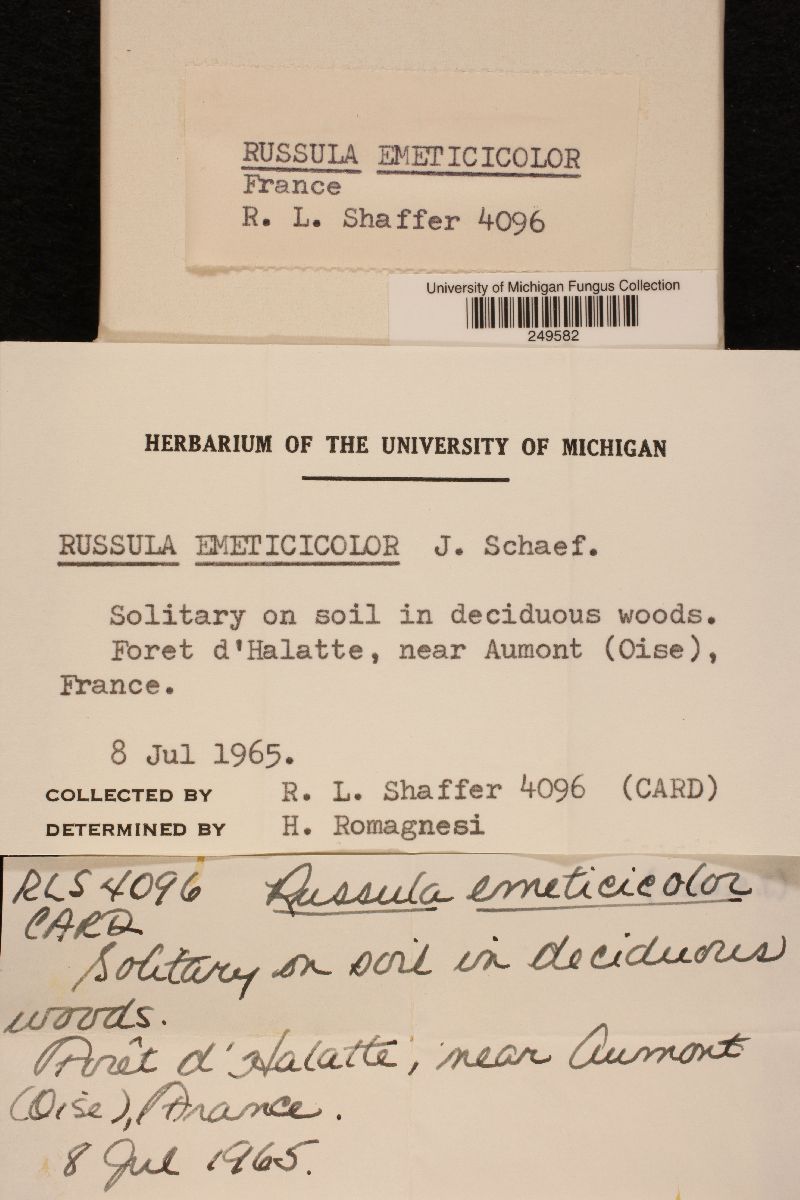 RUSSULA EMETICICOLOR
France
R. L. Shaffer 4096
University of Michigan Fungus Collection
249582
HERBARIUM OF THE UNIVERSITY OF MICHIGAN
RUSSULA EMETICICOLOR J. Schaef.
Solitary on soil in deciduous woods.
Foret d'Halatte, near Aumont (Oise),
France.
8 Jul 1965.
COLLECTED BY R. L. Shaffer 4096 (CARD)
DETERMINED BY H. Romagnesi
RLS 4096 Russula emeticicolor
CARD
Solitary on soil in deciduous
woods.
Forêt d'Halatte, near Aumont
(Oise), France.
8 Jul 1965.